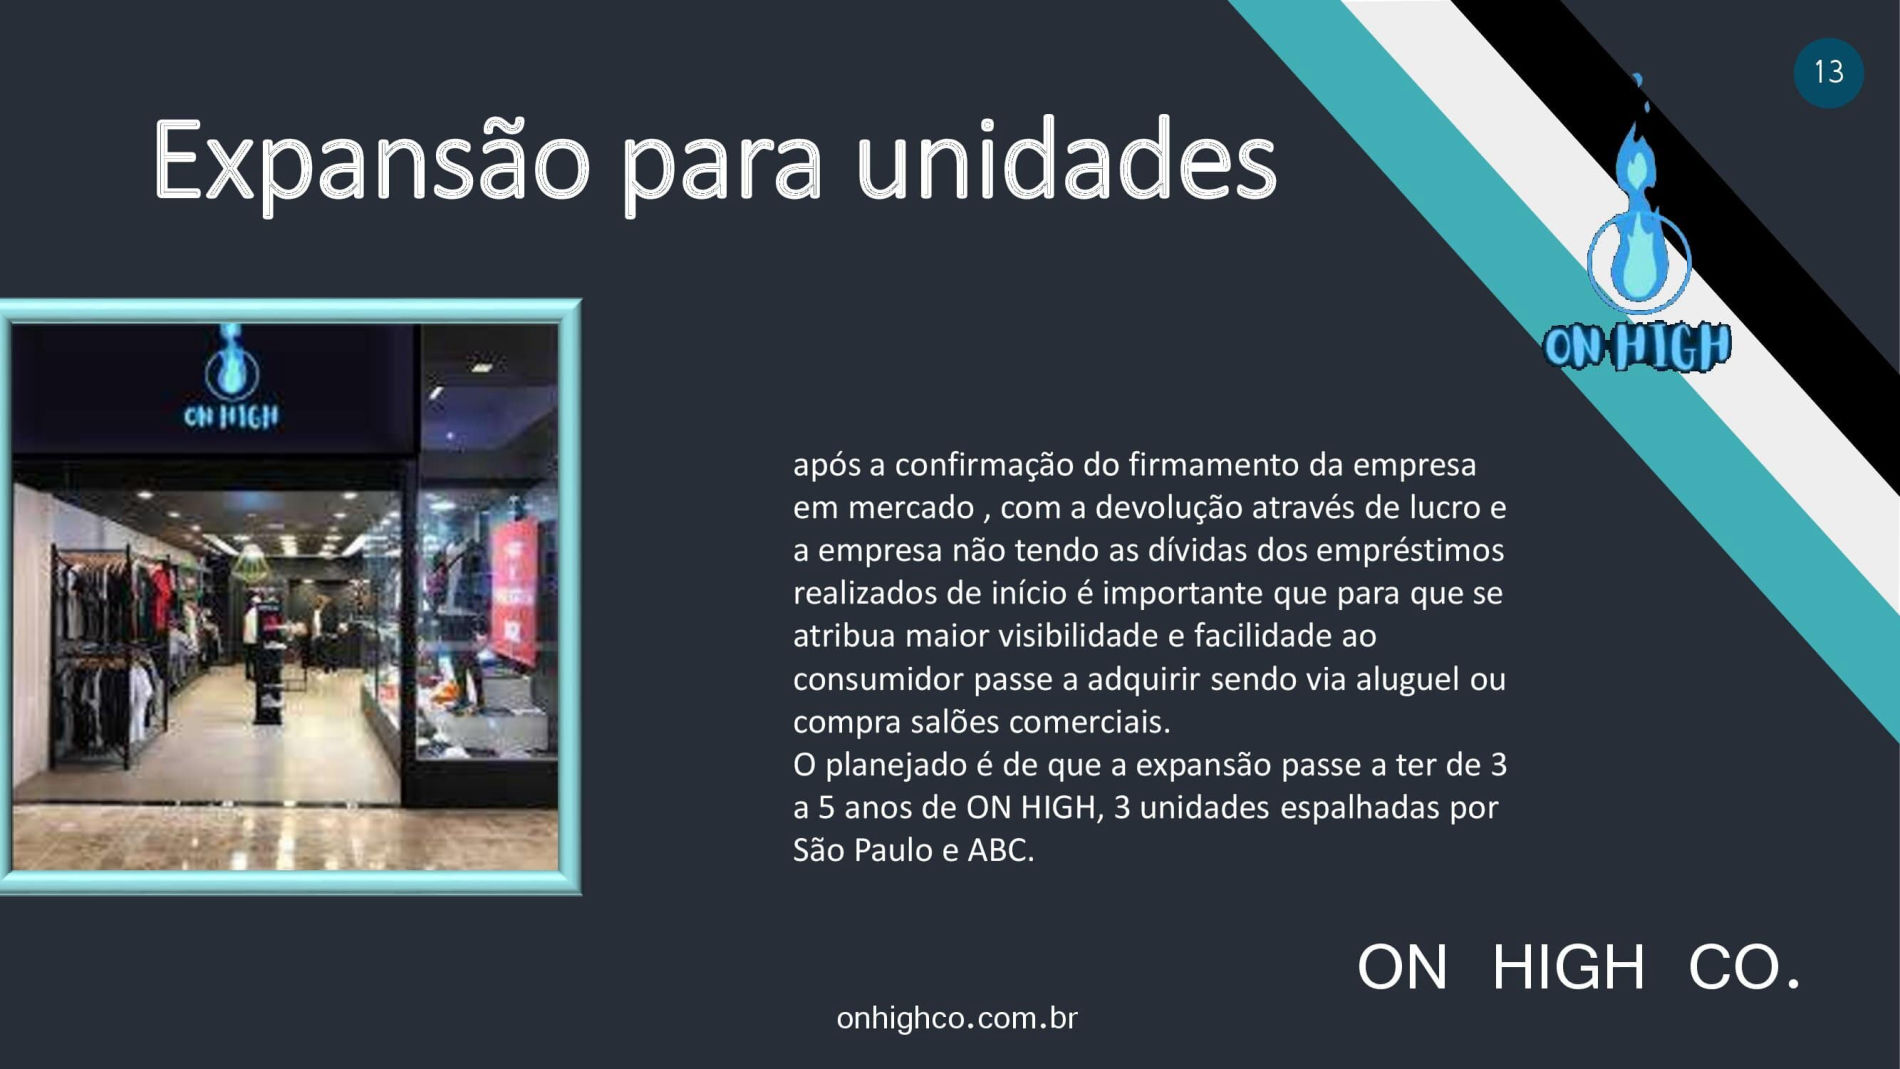 13
Expansão para unidades
ON HIGH
ON HIGH
após a confirmação do firmamento da empresa
em mercado , com a devolução através de lucro e
a empresa não tendo as dívidas dos empréstimos
realizados de início é importante que para que se
atribua maior visibilidade e facilidade ao
consumidor passe a adquirir sendo via aluguel ou
compra salões comerciais.
O planejado é de que a expansão passe a ter de 3
a 5 anos de ON HIGH, 3 unidades espalhadas por
São Paulo e ABC.
ON HIGH CO.
onhighco.com.br